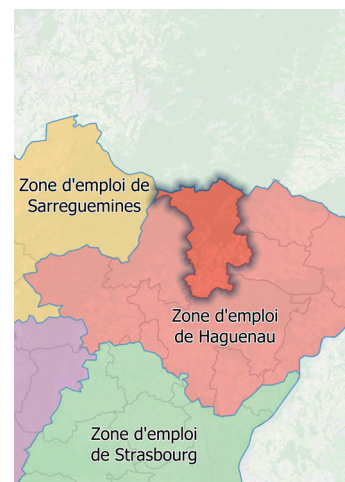 Zone d'emploi de
Sarreguemines
Zone d'emploi
de Haguenau
Zone d'emploi
de Strasbourg